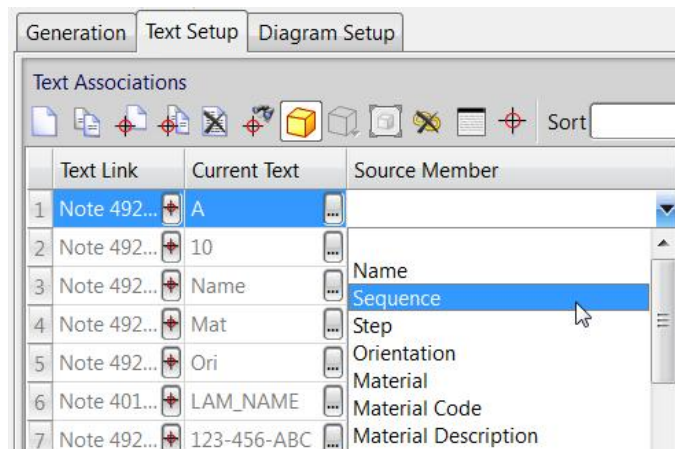 Generation Text Setup Diagram Setup
Text Associations
Sort
Text Link Current Text Source Member
1 Note 492... A ...
2 Note 492... 10 ...
3 Note 492... Name ... Name
Sequence
4 Note 492... Mat ... Step
5 Note 492... Ori ... Orientation
Material
6 Note 401... LAM_NAME ... Material Code
7 Note 492... 123-456-ABC ... Material Description